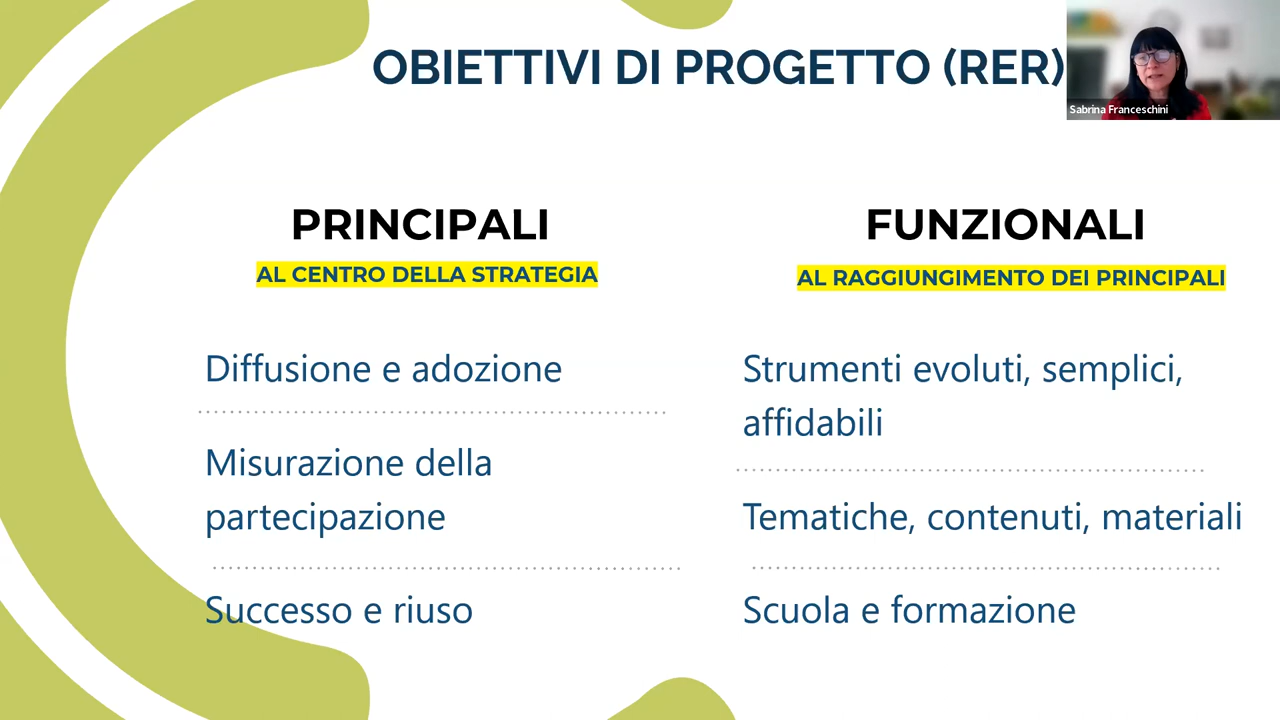 OBIETTIVI DI PROGETTO (RER)
Sabrina Franceschini
PRINCIPALI
AL CENTRO DELLA STRATEGIA
Diffusione e adozione
Misurazione della
partecipazione
Successo e riuso
FUNZIONALI
AL RAGGIUNGIMENTO DEI PRINCIPALI
Strumenti evoluti, semplici,
affidabili
Tematiche, contenuti, materiali
Scuola e formazione